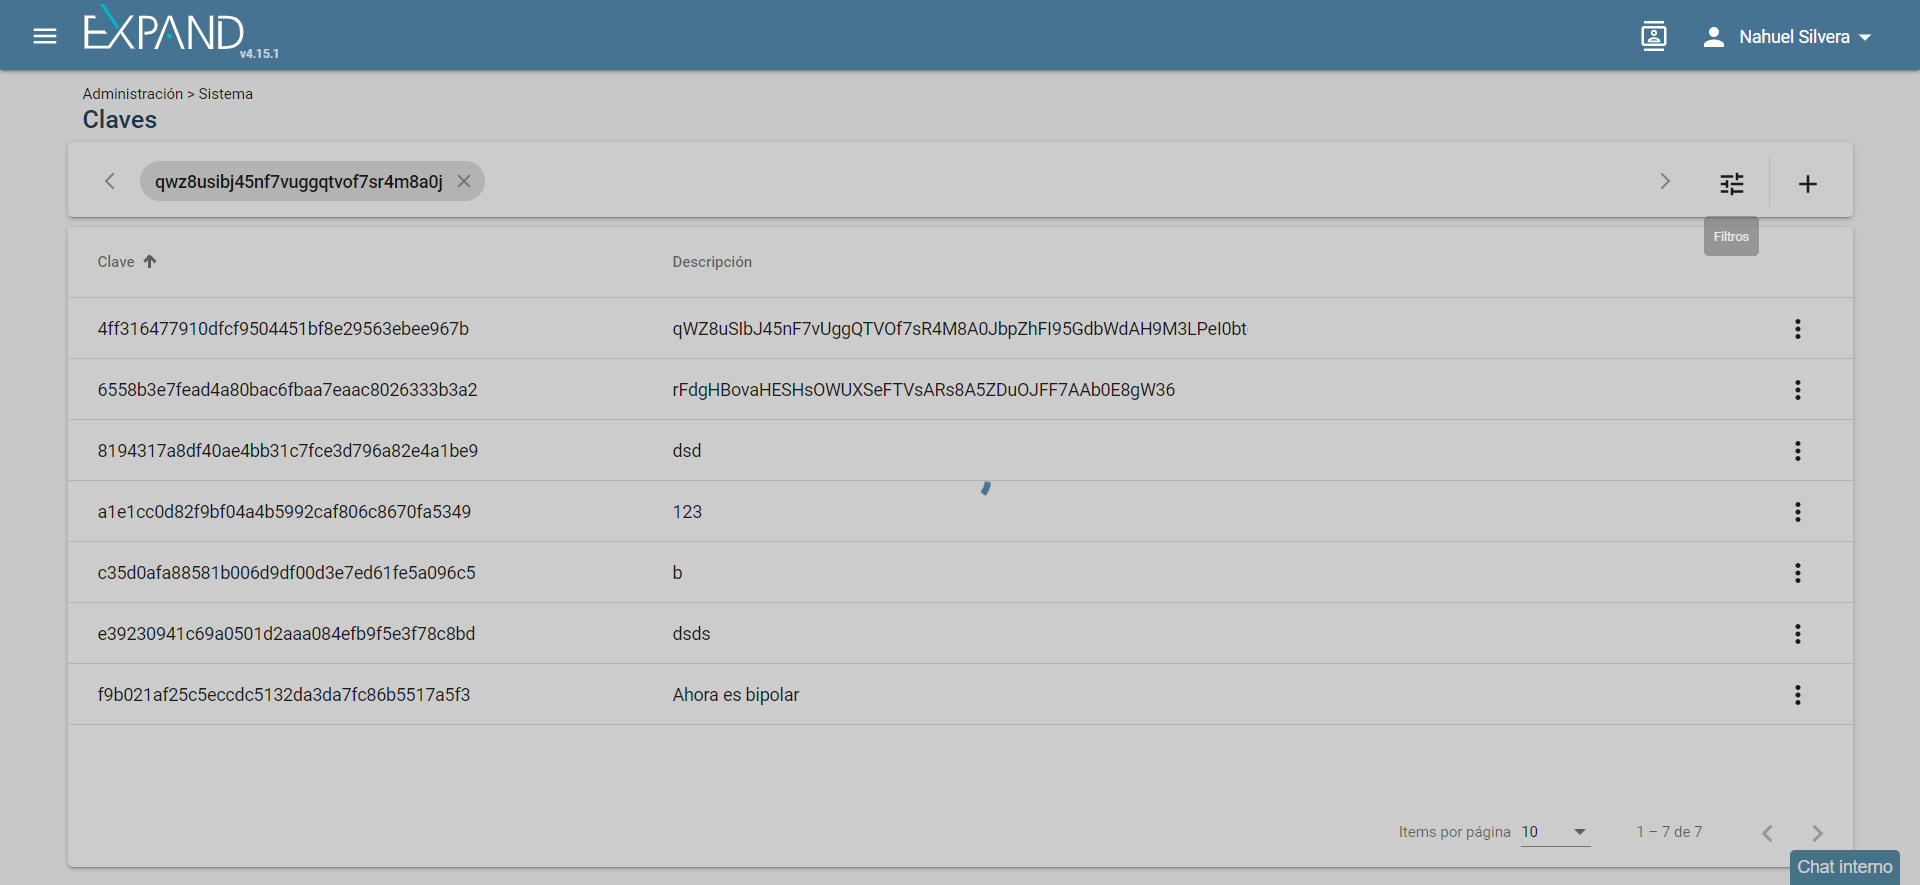 EXPAND
v4.15.1
Nahuel Silvera
Administración > Sistema
Claves
qwz8usibj45nf7vuggqtvof7sr4m8a0j
Filtros
Clave Descripción
4ff316477910dfcf9504451bf8e29563ebee967b qWZ8uSIbJ45nF7vUggQTVOf7sR4M8A0JbpZhFI95GdbWdAH9M3LPeI0bt
6558b3e7fead4a80bac6fbaa7eaac8026333b3a2 rFdgHBovaHESHsOWUXSeFTVsARs8A5ZDuOJFF7AAb0E8gW36
8194317a8df40ae4bb31c7fce3d796a82e4a1be9 dsd
a1e1cc0d82f9bf04a4b5992caf806c8670fa5349 123
c35d0afa88581b006d9df00d3e7ed61fe5a096c5 b
e39230941c69a0501d2aaa084efb9f5e3f78c8bd dsds
f9b021af25c5eccdc5132da3da7fc86b5517a5f3 Ahora es bipolar
Items por página 10 1 – 7 de 7
Chat interno